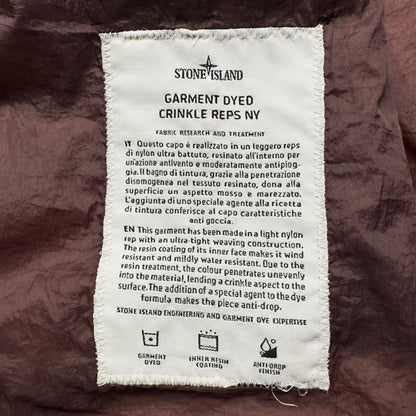 STONE ISLAND
GARMENT DYED
CRINKLE REPS NY
FABRIC RESEARCH AND TREATMENT
IT Questo capo è realizzato in un leggero reps
di nylon ultra battuto, resinato all'interno per
un'azione antivento e moderatamente antipiog-
gia. Il bagno di tintura, grazie alla penetrazione
disomogenea nel tessuto resinato, dona alla
superficie un aspetto mosso e marezzato.
L'aggiunta di uno speciale agente alla ricetta
di tintura conferisce al capo caratteristiche
anti goccia.
EN This garment has been made in a light nylon
rep with an ultra-tight weaving construction.
The resin coating of its inner face makes it wind
resistant and mildly water resistant. Due to the
resin treatment, the colour penetrates unevenly
into the material, lending a crinkle aspect to the
surface. The addition of a special agent to the dye
formula makes the piece anti-drop.
STONE ISLAND ENGINEERING AND GARMENT DYE EXPERTISE
GARMENT
DYED
INNER RESIN
COATING
ANTI-DROP
FINISH